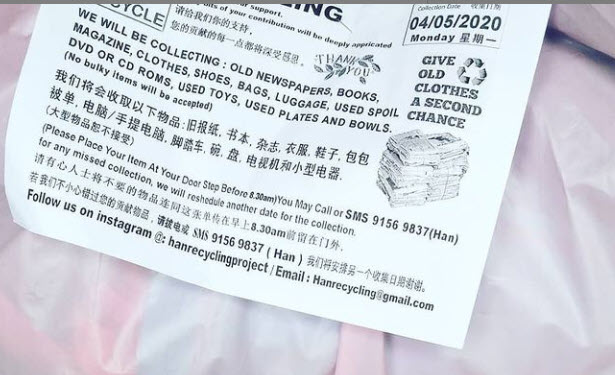 CYCLE
support.
请给我们你的支持,
of your contribution will be deeply appricated
您的贡献的每一点都将深受感恩。
THANK YOU
Collection Date 收集日期
04/05/2020
Monday 星期一
WE WILL BE COLLECTING : OLD NEWSPAPERS, BOOKS,
MAGAZINE, CLOTHES, SHOES, BAGS, LUGGAGE, USED SPOIL
DVD OR CD ROMS, USED TOYS, USED PLATES AND BOWLS.
(No bulky items will be accepted)
GIVE
OLD
CLOTHES
A SECOND
CHANCE
我们将会收取以下物品:旧报纸, 书本, 杂志, 衣服, 鞋子, 包包
被单, 电脑/手提电脑, 脚踏车, 碗, 盘, 电视机和小型电器.
(大型物品恕不接受)
(Please Place Your Item At Your Door Step Before 8.30am)You May Call or SMS 9156 9837(Han)
for any missed collection, we will reshedule another date for the collection.
请有心人士将不要的物品连同这张单传在早上8.30am前留在门外.
若我们不小心错过您的贡献物品, 请拨电或 SMS 9156 9837 ( Han ) 我们将安排另一个收集日期谢谢.
Follow us on instagram @: hanrecyclingproject / Email : Hanrecycling@gmail.com